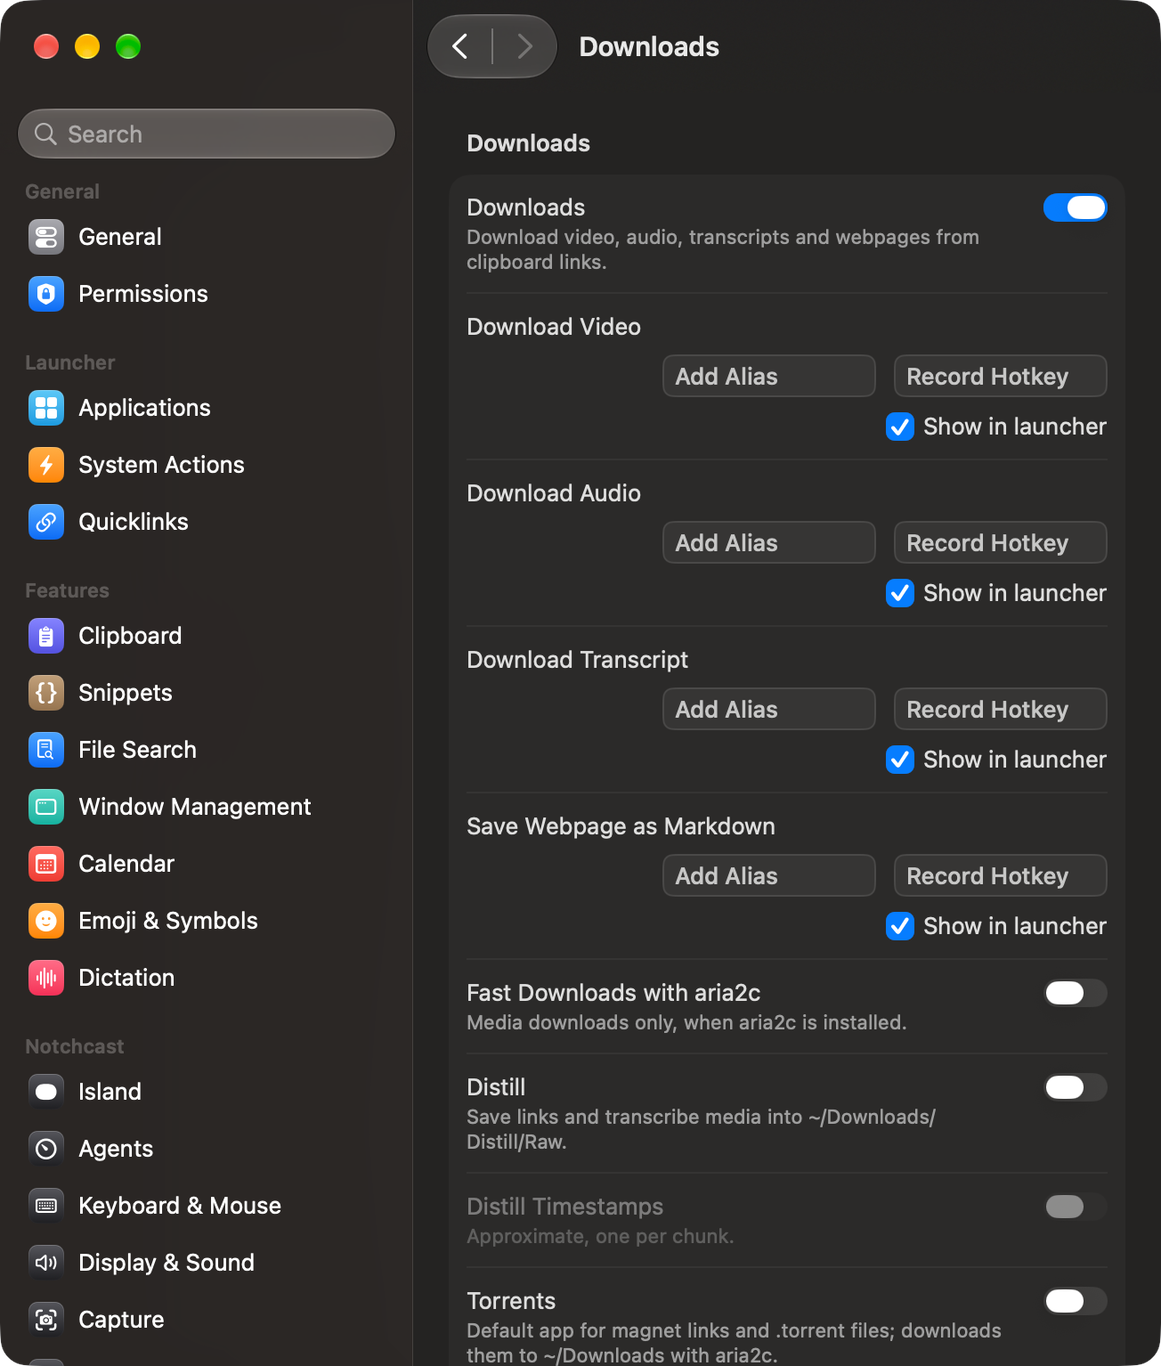 Search
General
General
Permissions
Launcher
Applications
System Actions
Quicklinks
Features
Clipboard
Snippets
File Search
Window Management
Calendar
Emoji & Symbols
Dictation
Notchcast
Island
Agents
Keyboard & Mouse
Display & Sound
Capture
Downloads
Downloads
Downloads
Download video, audio, transcripts and webpages from
clipboard links.
Download Video
Add Alias
Record Hotkey
Show in launcher
Download Audio
Add Alias
Record Hotkey
Show in launcher
Download Transcript
Add Alias
Record Hotkey
Show in launcher
Save Webpage as Markdown
Add Alias
Record Hotkey
Show in launcher
Fast Downloads with aria2c
Media downloads only, when aria2c is installed.
Distill
Save links and transcribe media into ~/Downloads/
Distill/Raw.
Distill Timestamps
Approximate, one per chunk.
Torrents
Default app for magnet links and .torrent files; downloads
them to ~/Downloads with aria2c.